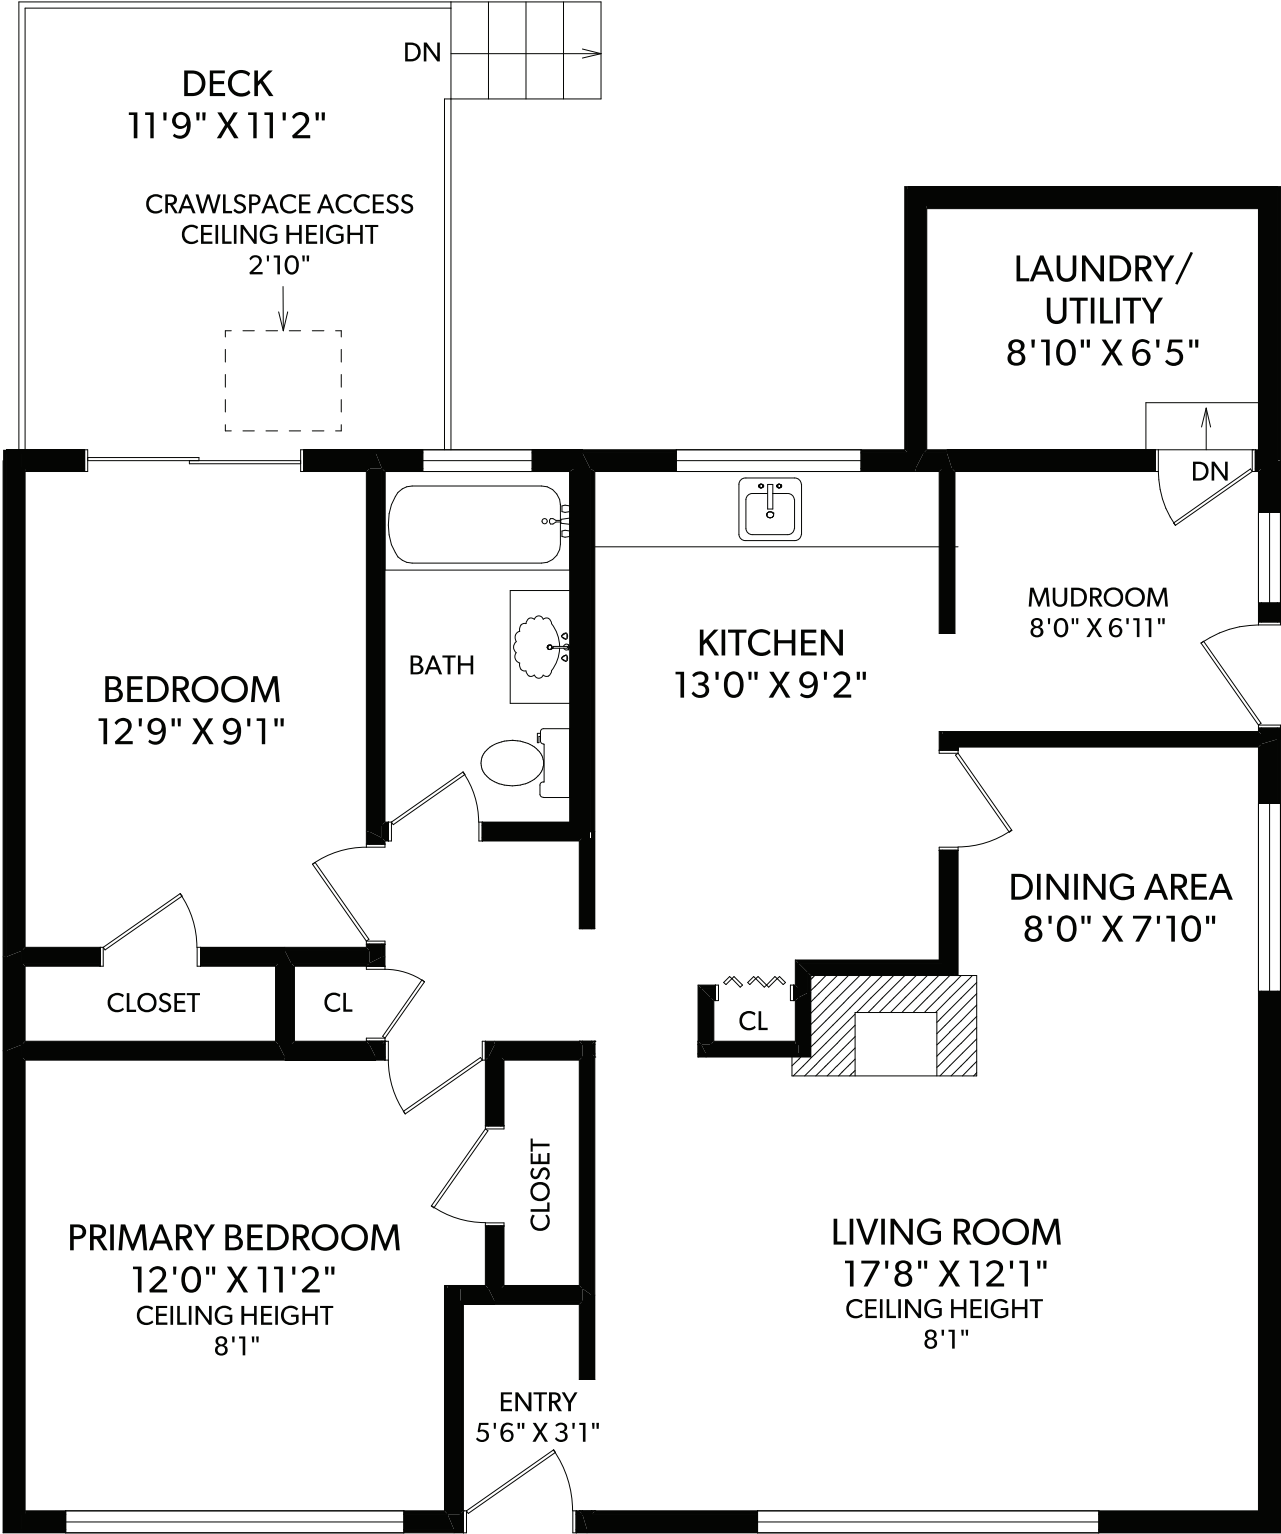 DN
DECK
11'9" X 11'2"
CRAWLSPACE ACCESS
CEILING HEIGHT
2'10"
LAUNDRY/
UTILITY
8'10" X 6'5"
DN
MUDROOM
8'0" X 6'11"
KITCHEN
13'0" X 9'2"
BATH
BEDROOM
12'9" X 9'1"
DINING AREA
8'0" X 7'10"
CLOSET
CL
CL
CLOSET
PRIMARY BEDROOM
12'0" X 11'2"
CEILING HEIGHT
8'1"
LIVING ROOM
17'8" X 12'1"
CEILING HEIGHT
8'1"
ENTRY
5'6" X 3'1"